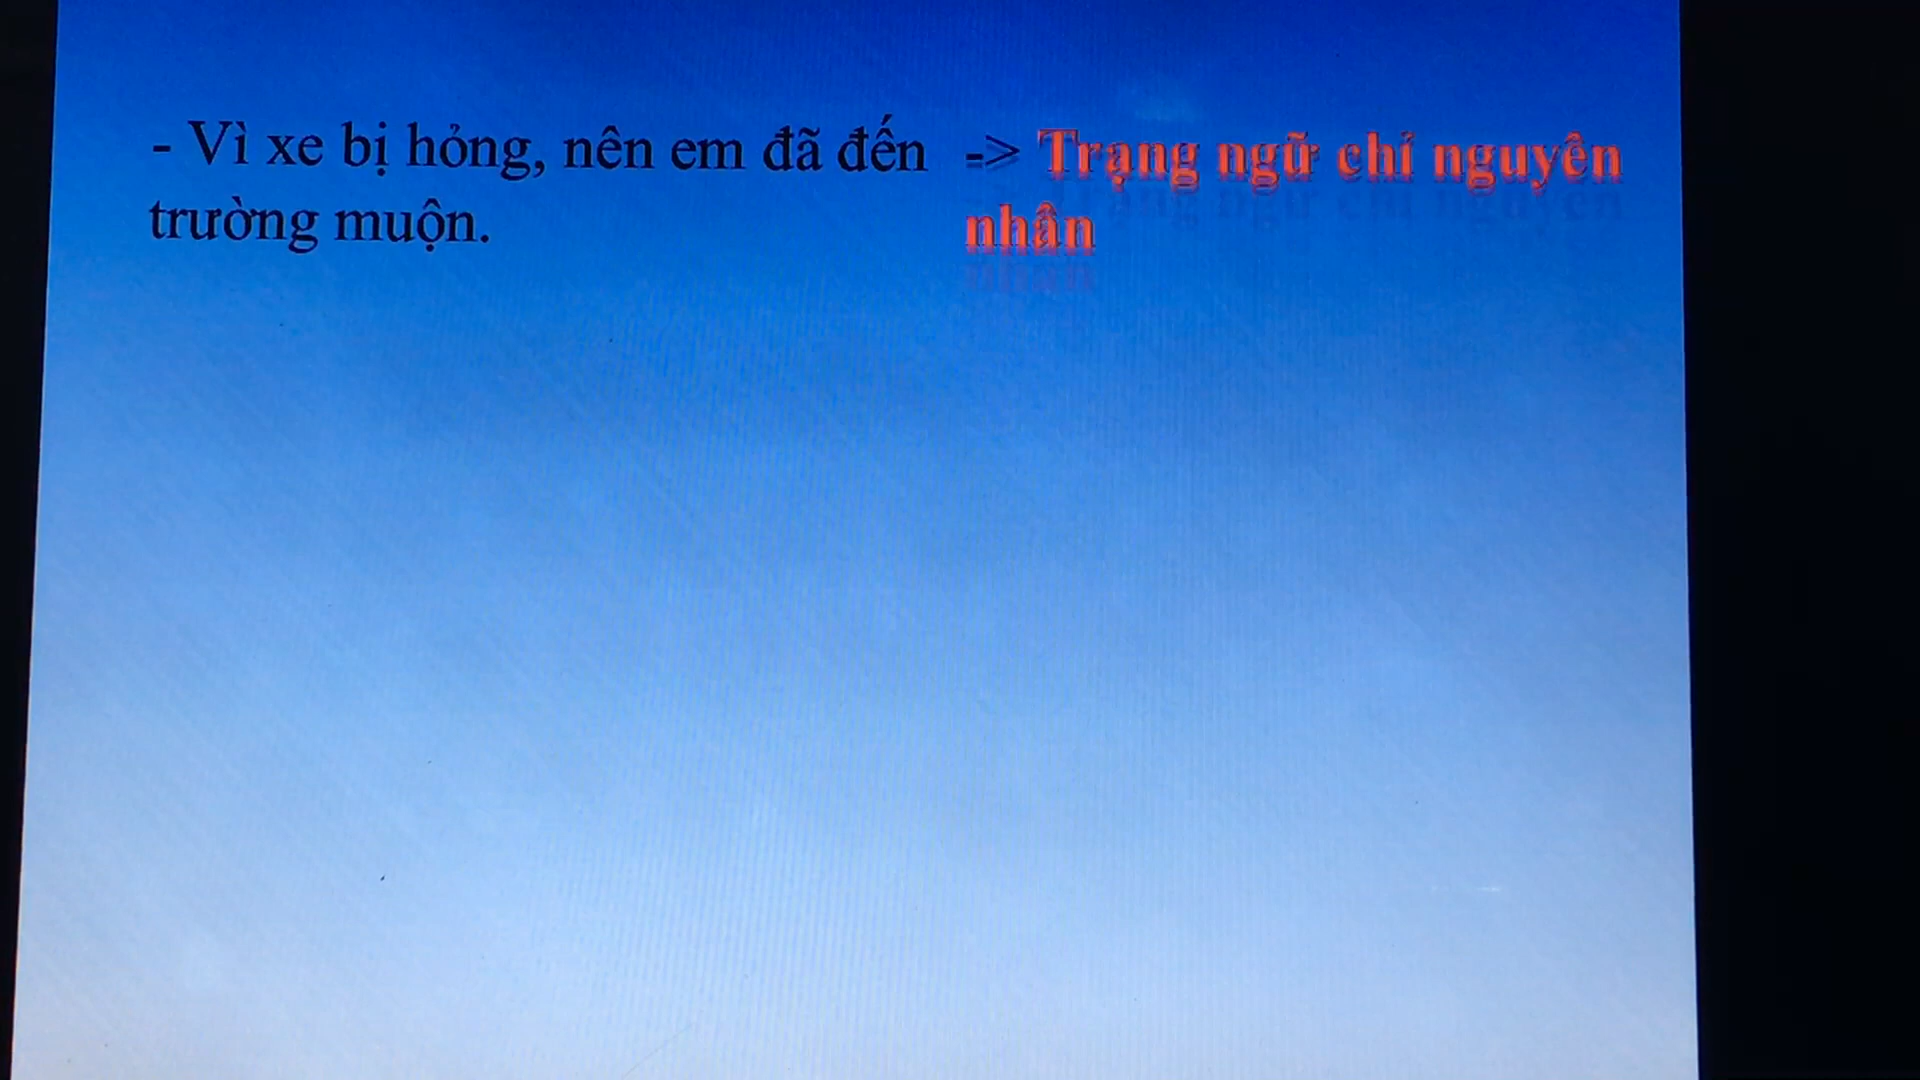 - Vì xe bị hỏng, nên em đã đến
trường muộn.
-> Trạng ngữ chỉ nguyên
nhân